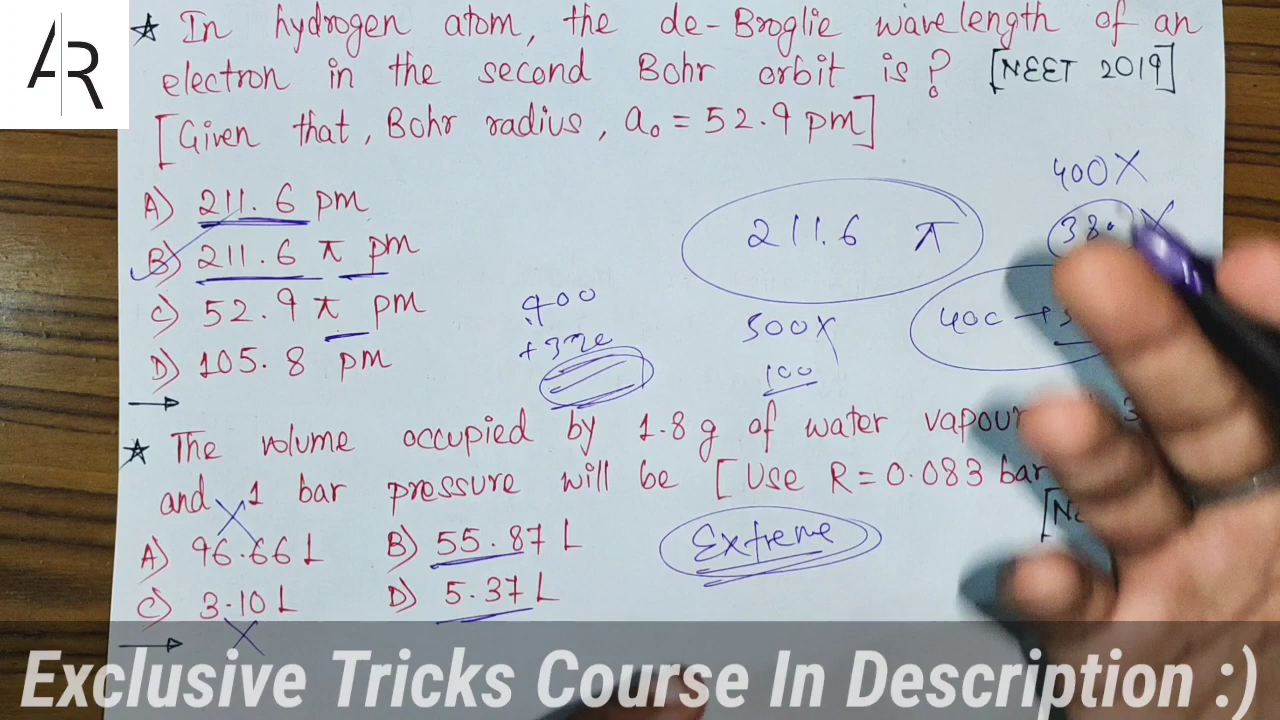 AR
★ In hydrogen atom, the de-Broglie wavelength of an
electron in the second Bohr orbit is? [NEET 2019]
[Given that, Bohr radius, a₀ = 52.9 pm]
A) 211.6 pm
B) 211.6 π pm
C) 52.9 π pm
D) 105.8 pm
211.6 π
400X
500X
100
★ The volume occupied by 1.8 g of water vapour
and 1 bar pressure will be [Use R = 0.083 bar
A) 96.66 L B) 55.87 L
C) 3.10 L D) 5.37 L
Extreme
Exclusive Tricks Course In Description :)